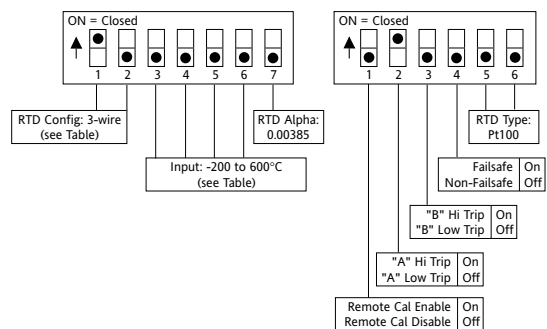 ON = Closed
1 2 3 4 5 6 7
RTD Config: 3-wire
(see Table)
RTD Alpha:
0.00385
Input: -200 to 600°C
(see Table)
ON = Closed
1 2 3 4 5 6
RTD Type:
Pt100
Failsafe On
Non-Failsafe Off
"B" Hi Trip On
"B" Low Trip Off
"A" Hi Trip On
"A" Low Trip Off
Remote Cal Enable On
Remote Cal Disable Off